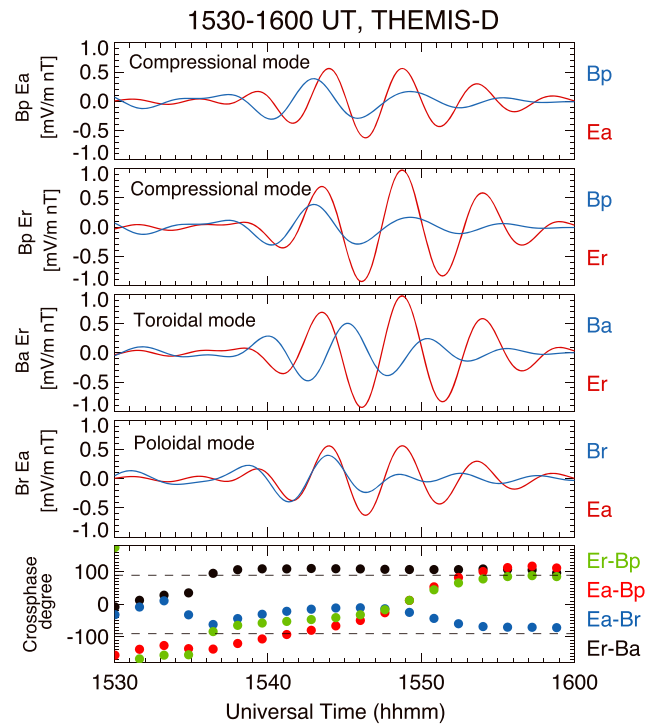 1530-1600 UT, THEMIS-D
Bp Ea
[mV/m nT]
1.0
0.5
0.0
-0.5
-1.0
Compressional mode
Bp
Ea
Bp Er
[mV/m nT]
1.0
0.5
0.0
-0.5
-1.0
Compressional mode
Bp
Er
Ba Er
[mV/m nT]
1.0
0.5
0.0
-0.5
-1.0
Toroidal mode
Ba
Er
Br Ea
[mV/m nT]
1.0
0.5
0.0
-0.5
-1.0
Poloidal mode
Br
Ea
Crossphase
degree
100
0
-100
Er-Bp
Ea-Bp
Ea-Br
Er-Ba
1530 1540 1550 1600
Universal Time (hhmm)